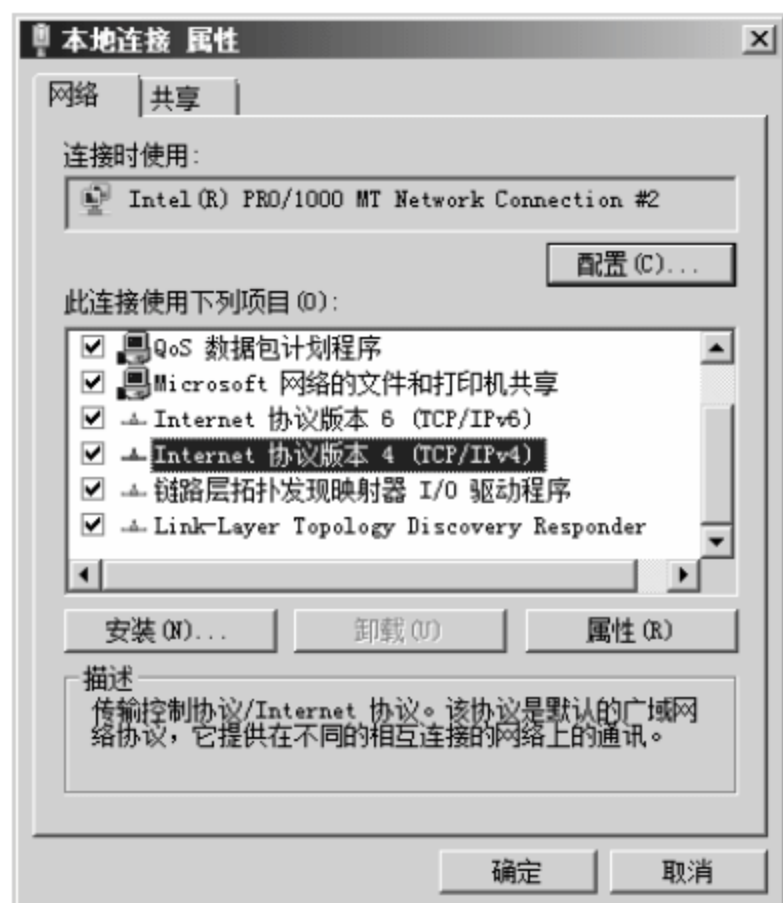 本地连接 属性
网络
共享
连接时使用:
Intel(R) PRO/1000 MT Network Connection #2
配置(C)...
此连接使用下列项目(O):
QoS 数据包计划程序
Microsoft 网络的文件和打印机共享
Internet 协议版本 6 (TCP/IPv6)
Internet 协议版本 4 (TCP/IPv4)
链路层拓扑发现映射器 I/O 驱动程序
Link-Layer Topology Discovery Responder
安装(N)...
卸载(U)
属性(R)
描述
传输控制协议/Internet 协议。该协议是默认的广域网
络协议，它提供在不同的相互连接的网络上的通讯。
确定
取消